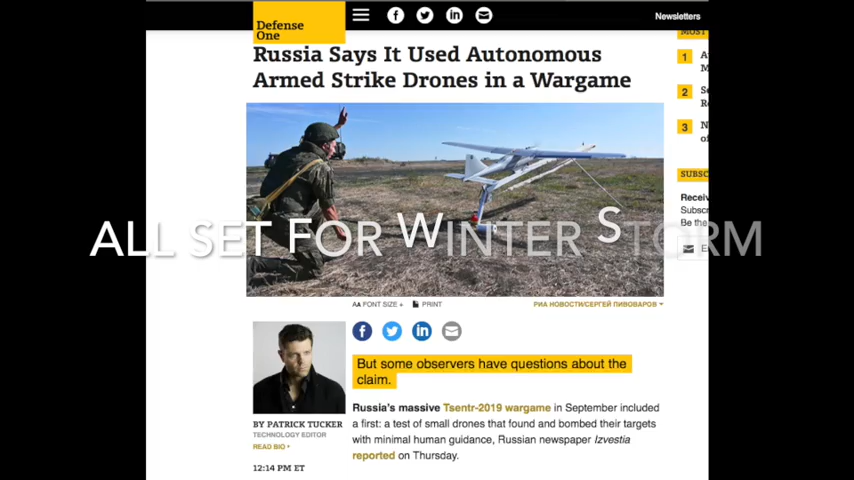 Defense
One
Newsletters
MOST
Russia Says It Used Autonomous
Armed Strike Drones in a Wargame
1
2
3
SUBSC
Receiv
Subscr
Be the
ALL SET FOR WINTER STORM
AA FONT SIZE +
PRINT
РИА НОВОСТИ/СЕРГЕЙ ПИВОВАРОВ
But some observers have questions about the
claim.
BY PATRICK TUCKER
TECHNOLOGY EDITOR
READ BIO
12:14 PM ET
Russia's massive Tsentr-2019 wargame in September included
a first: a test of small drones that found and bombed their targets
with minimal human guidance, Russian newspaper Izvestia
reported on Thursday.